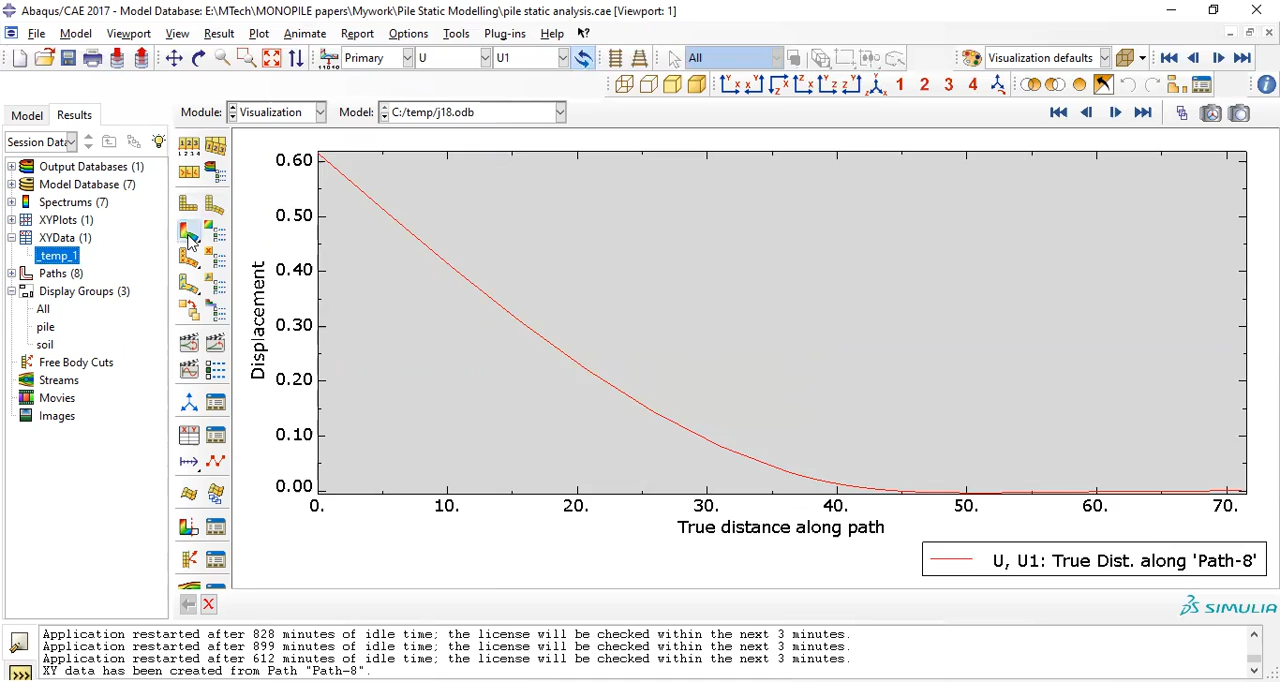 Abaqus/CAE 2017 - Model Database: E:\MTech\MONOPILE papers\Mywork\Pile Static Modelling\pile static analysis.cae [Viewport: 1]
File Model Viewport View Result Plot Animate Report Options Tools Plug-ins Help
Primary U U1 All Visualization defaults
1 2 3 4
Model Results Module: Visualization Model: C:/temp/j18.odb
Session Data
Output Databases (1)
Model Database (7)
Spectrums (7)
XYPlots (1)
XYData (1)
_temp_1
Paths (8)
Display Groups (3)
All
pile
soil
Free Body Cuts
Streams
Movies
Images
0.60
0.50
0.40
0.30
0.20
0.10
0.00
Displacement
0. 10. 20. 30. 40. 50. 60. 70.
True distance along path
U, U1: True Dist. along 'Path-8'
SIMULIA
Application restarted after 828 minutes of idle time; the license will be checked within the next 3 minutes.
Application restarted after 899 minutes of idle time; the license will be checked within the next 3 minutes.
Application restarted after 612 minutes of idle time; the license will be checked within the next 3 minutes.
XY data has been created from Path "Path-8".